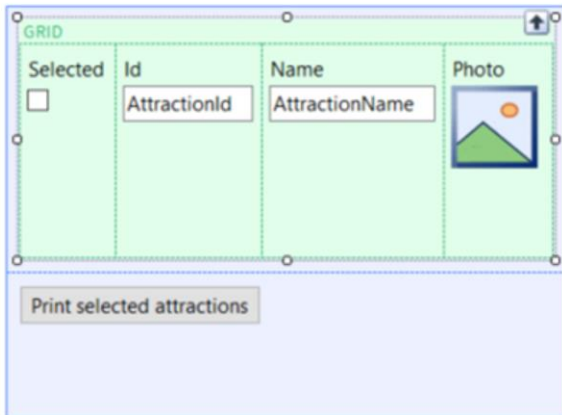 GRID
Selected Id Name Photo
AttractionId AttractionName
Print selected attractions